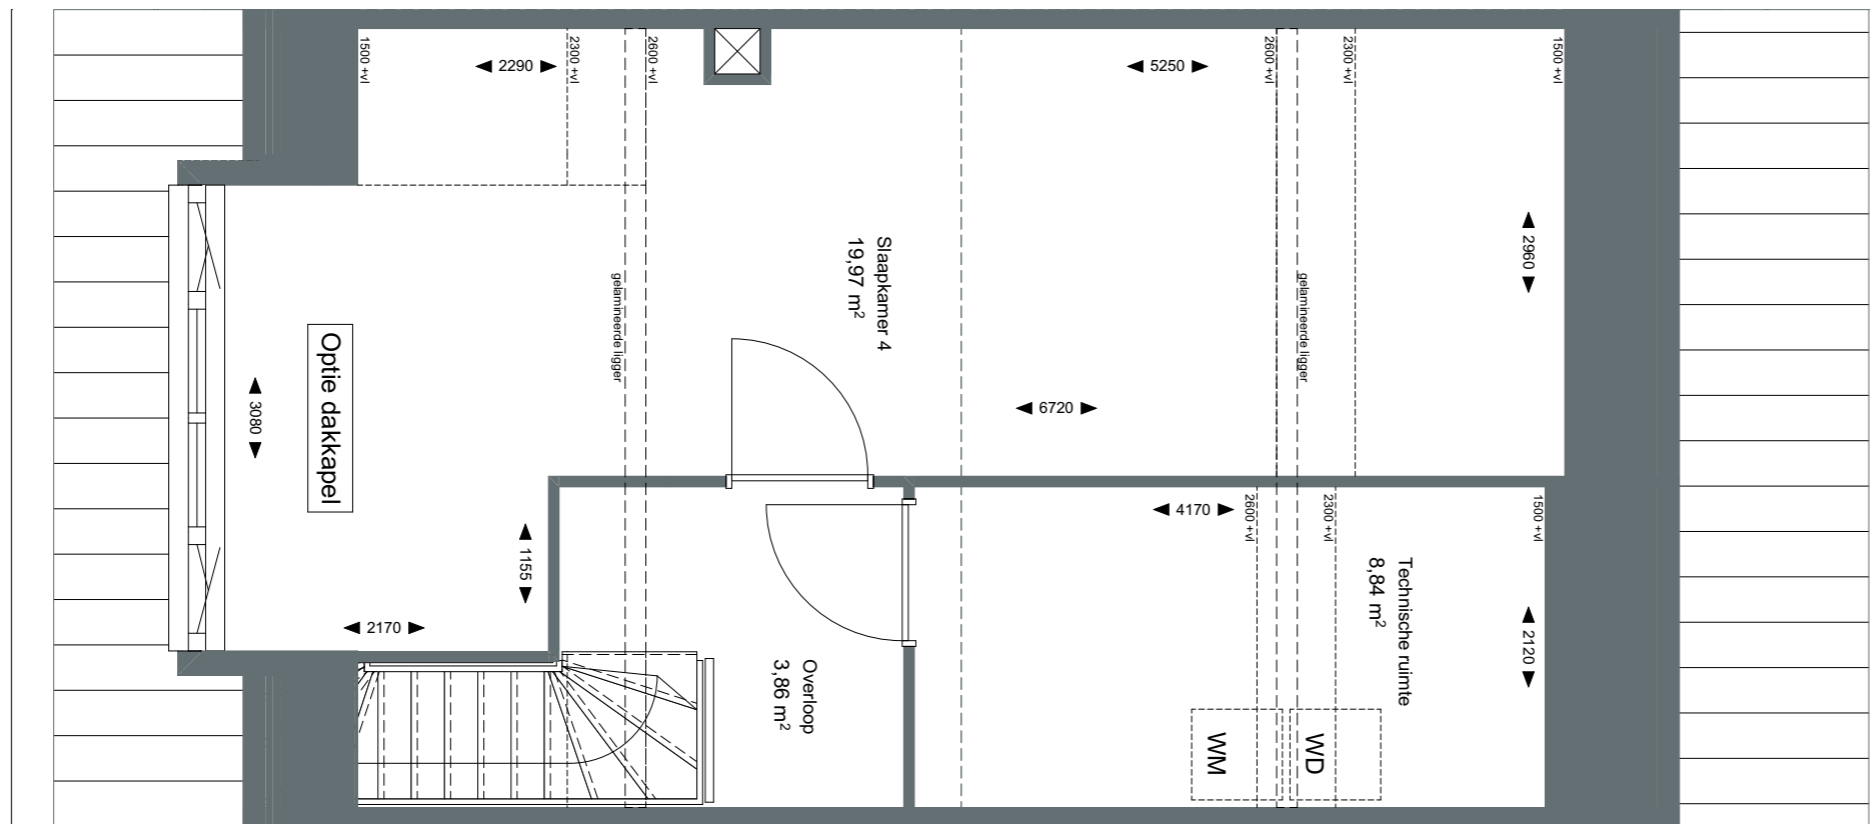 1500 +vl
2290
2300 +vl
2600 +vl
5250
2600 +vl
2300 +vl
1500 +vl
2960
Slaapkamer 4
19,97 m²
gelamineerde ligger
gelamineerde ligger
Optie dakkapel
3080
6720
1155
2170
4170
2600 +vl
2300 +vl
1500 +vl
Technische ruimte
8,84 m²
2120
Overloop
3,86 m²
WM
WD